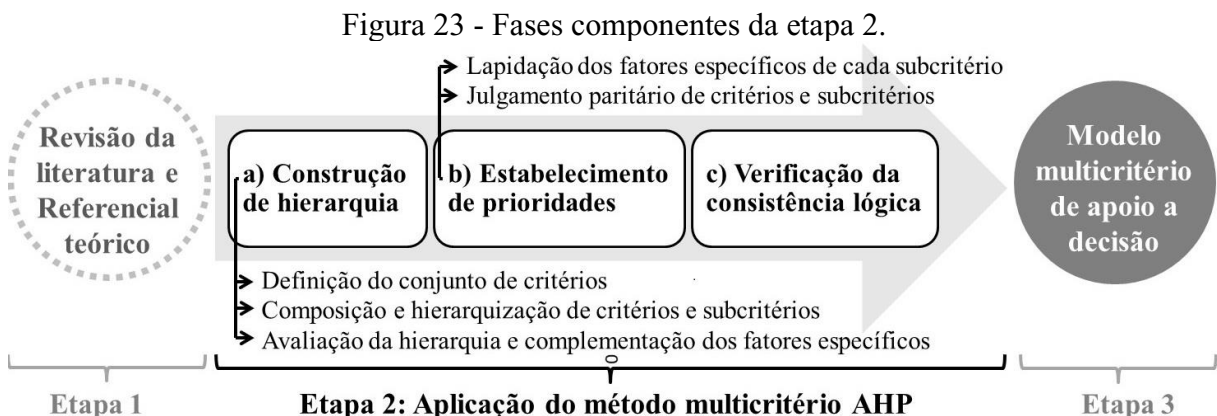 Figura 23 - Fases componentes da etapa 2.
Lapidação dos fatores específicos de cada subcritério
Julgamento paritário de critérios e subcritérios
Revisão da
literatura e
Referencial
teórico
a) Construção
de hierarquia
b) Estabelecimento
de prioridades
c) Verificação da
consistência lógica
Modelo
multicritério
de apoio a
decisão
Definição do conjunto de critérios
Composição e hierarquização de critérios e subcritérios
Avaliação da hierarquia e complementação dos fatores específicos
Etapa 1
Etapa 2: Aplicação do método multicritério AHP
Etapa 3